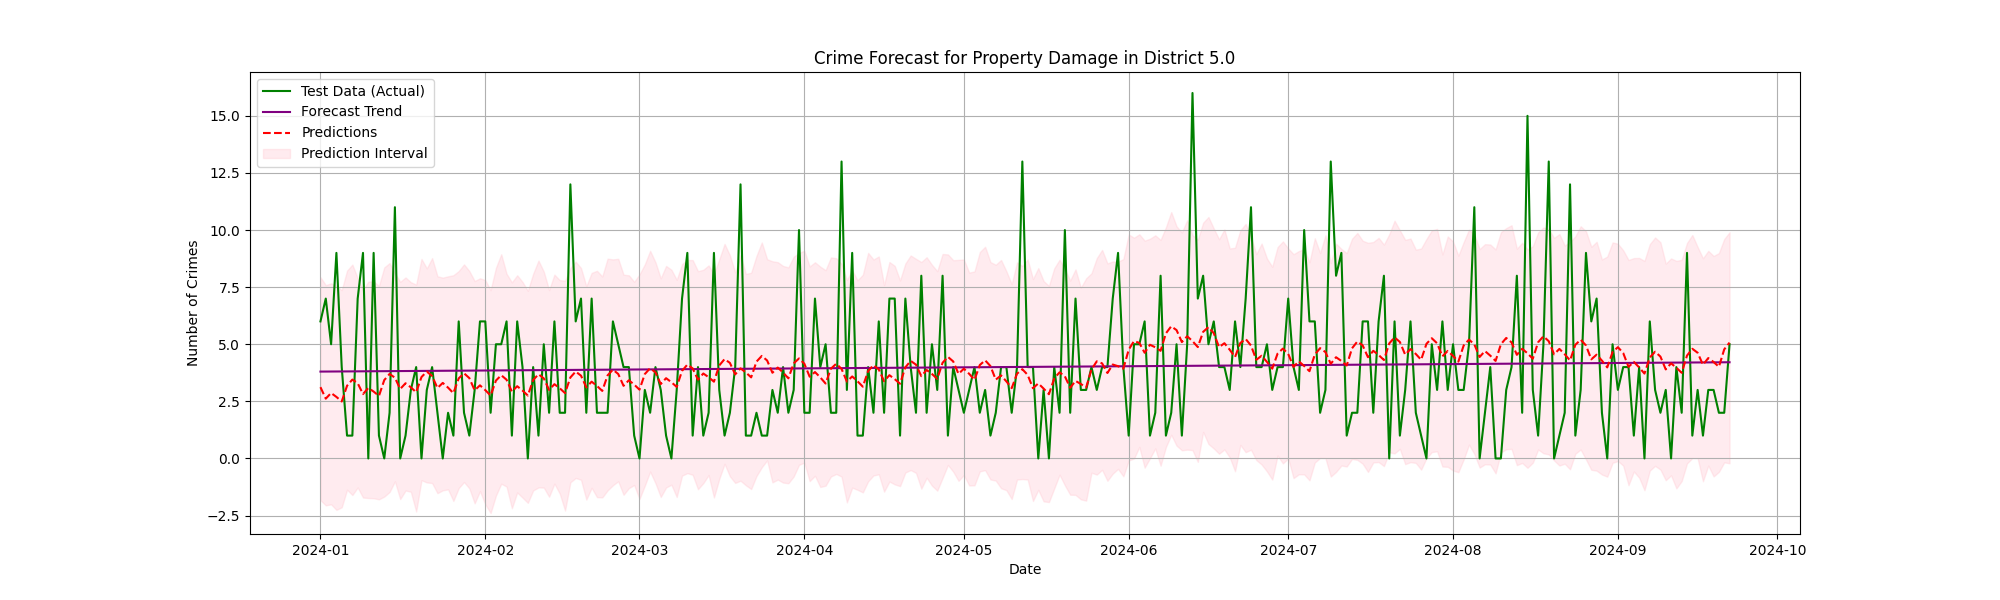 Crime Forecast for Property Damage in District 5.0
Test Data (Actual)
Forecast Trend
Predictions
Prediction Interval
Number of Crimes
15.0
12.5
10.0
7.5
5.0
2.5
0.0
−2.5
2024-01
2024-02
2024-03
2024-04
2024-05
2024-06
2024-07
2024-08
2024-09
2024-10
Date